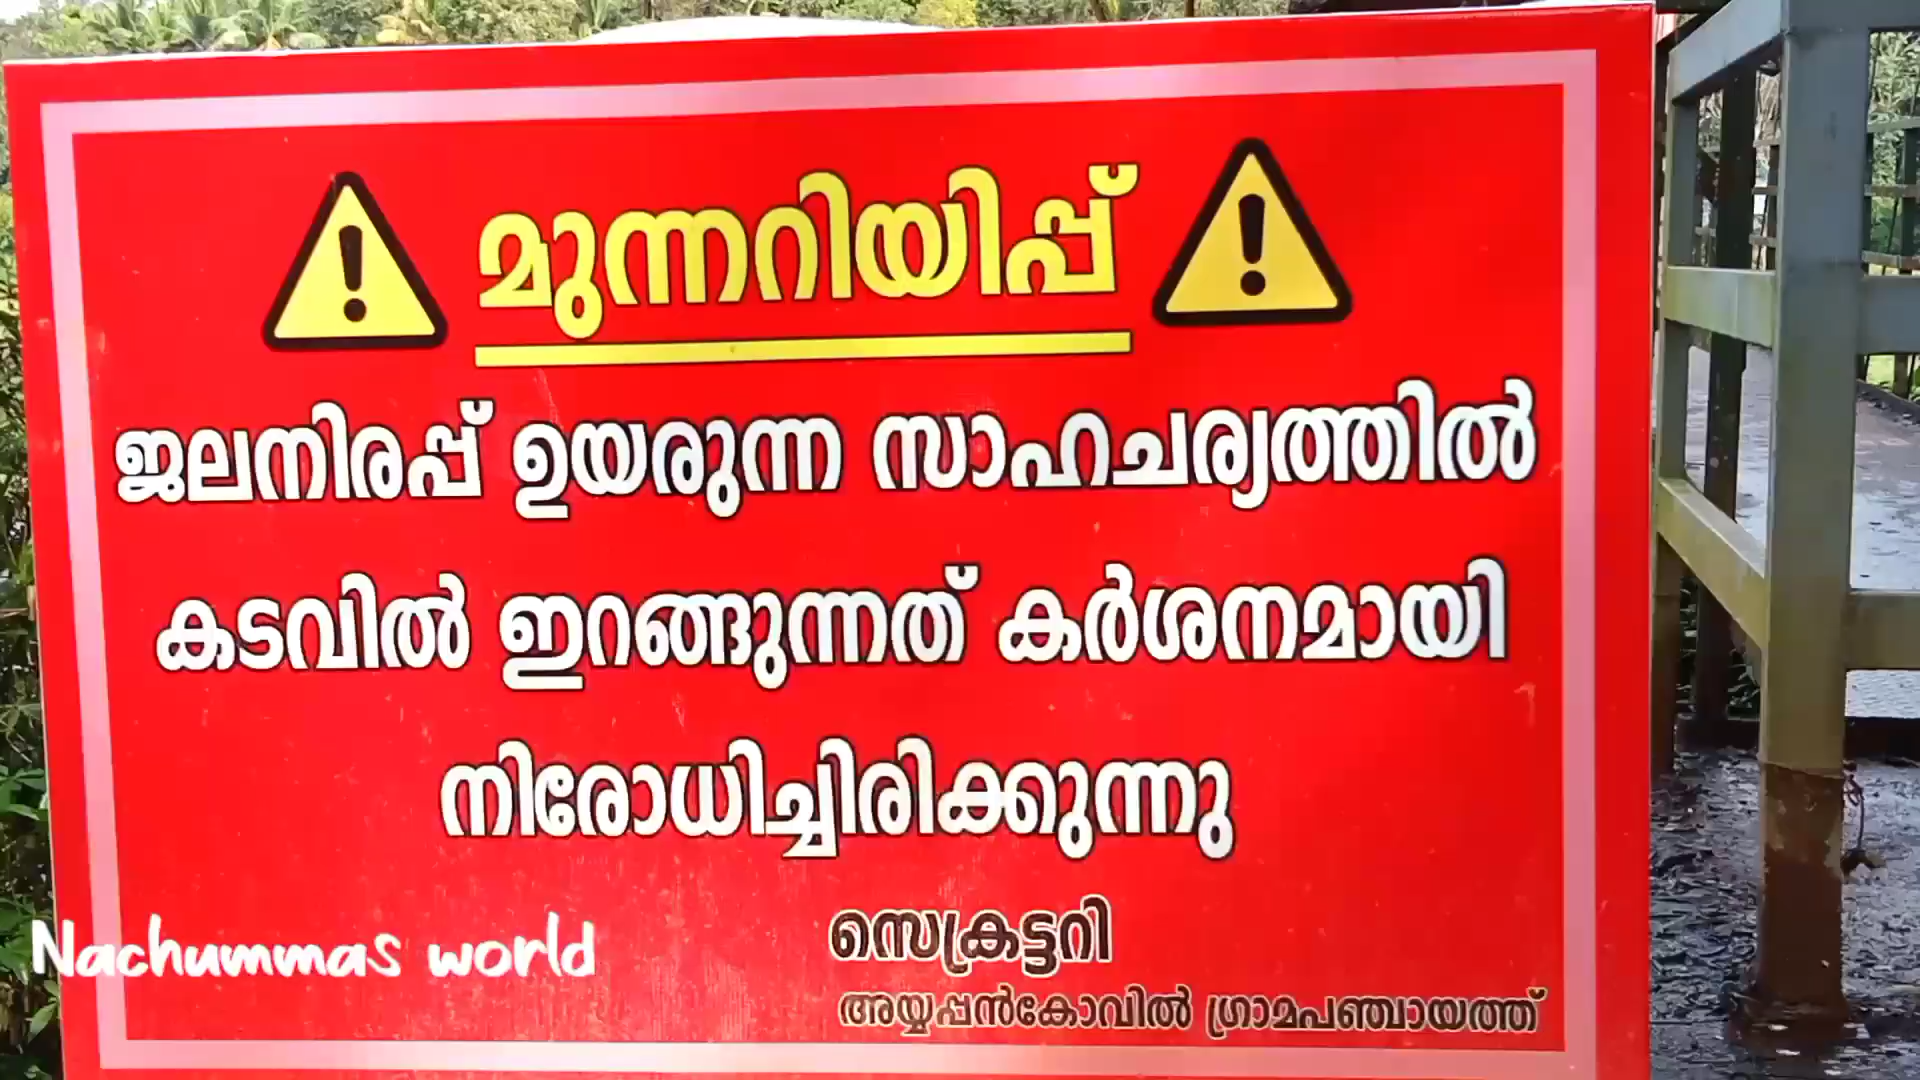 മുന്നറിയിപ്പ്
ജലനിരപ്പ് ഉയരുന്ന സാഹചര്യത്തിൽ
കടവിൽ ഇറങ്ങുന്നത് കർശനമായി
നിരോധിച്ചിരിക്കുന്നു
സെക്രട്ടറി
അയ്യപ്പൻകോവിൽ ഗ്രാമപഞ്ചായത്ത്
Nachummas world